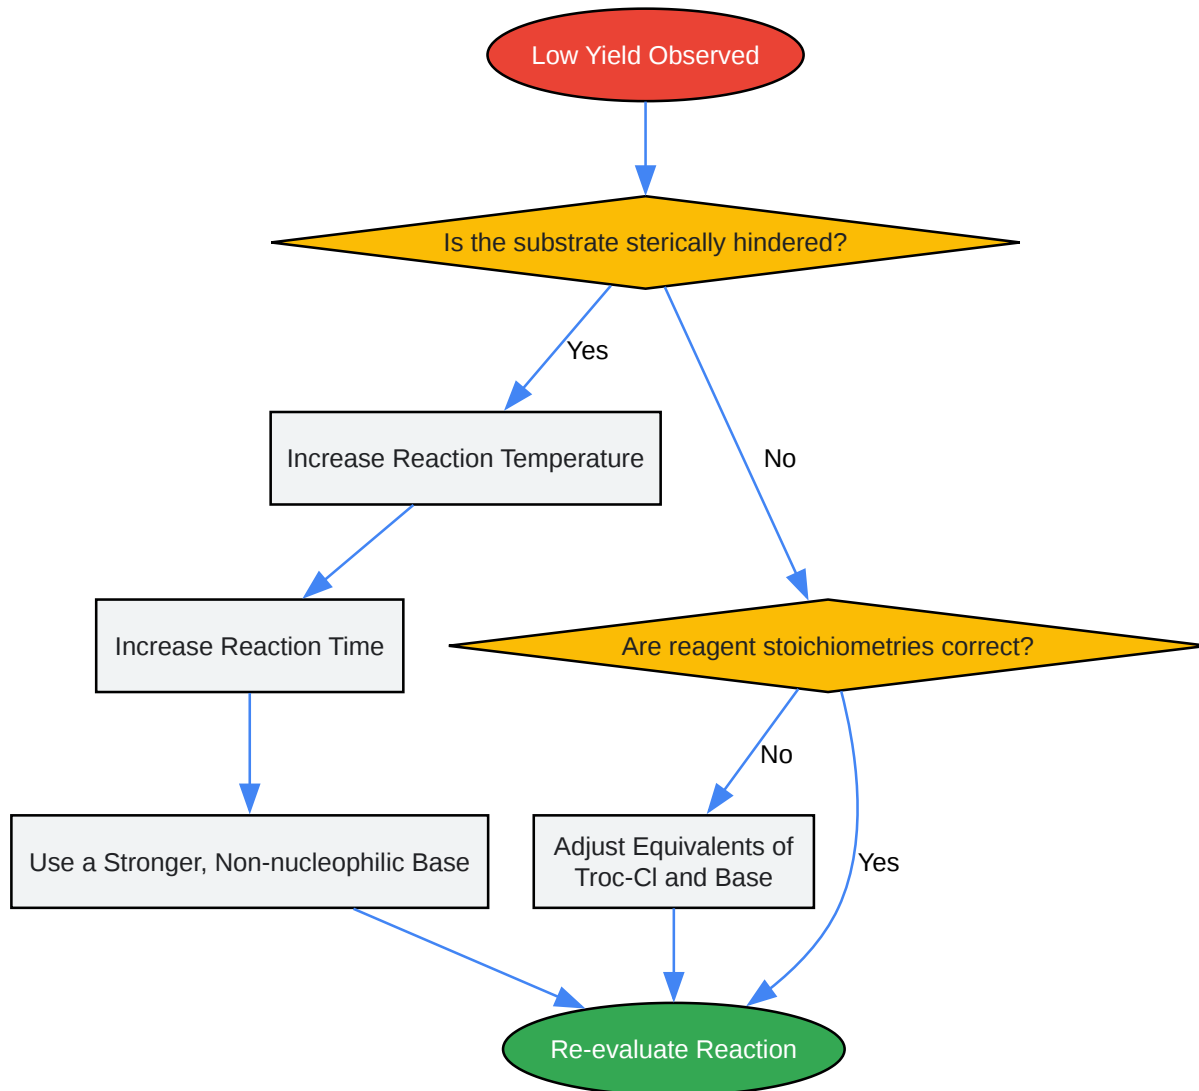 Low Yield Observed
Is the substrate sterically hindered?
Yes
Increase Reaction Temperature
No
Increase Reaction Time
Are reagent stoichiometries correct?
No
Use a Stronger, Non-nucleophilic Base
Adjust Equivalents of
Troc-Cl and Base
Yes
Re-evaluate Reaction